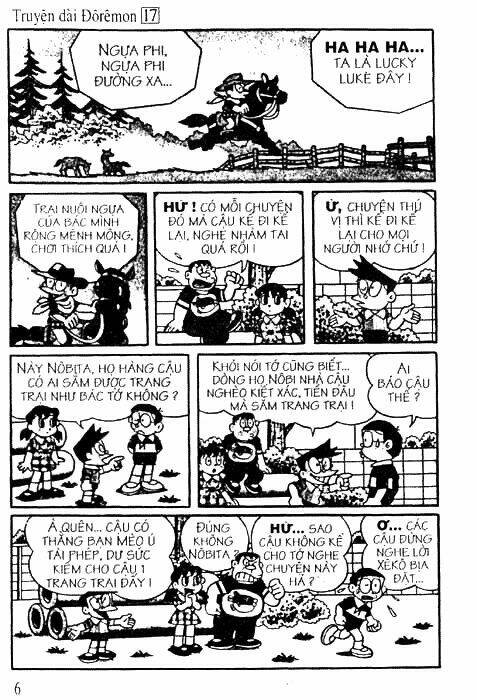 Truyện dài Đôrêmon 17
NGỰA PHI,
NGỰA PHI
ĐƯỜNG XA...
HA HA HA...
TA LÀ LUCKY
LUKE ĐÂY !
TRẠI NUÔI NGỰA
CỦA BÁC MÌNH
RỘNG MÊNH MÔNG,
CHƠI THÍCH QUÁ !
HỪ ! CÓ MỖI CHUYỆN
ĐÓ MÀ CẬU KỂ ĐI KỂ
LẠI, NGHE NHÀM TAI
QUÁ RỒI !
Ừ, CHUYỆN THÚ
VỊ THÌ KỂ ĐI KỂ
LẠI CHO MỌI
NGƯỜI NHỚ CHỨ !
NÀY NÔBITA, HỌ HÀNG CẬU
CÓ AI SẮM ĐƯỢC TRANG
TRẠI NHƯ BÁC TỚ KHÔNG ?
KHỎI NÓI TỚ CŨNG BIẾT...
DÒNG HỌ NÔBI NHÀ CẬU
NGHÈO KIẾT XÁC, TIỀN ĐÂU
MÀ SẮM TRANG TRẠI !
AI
BẢO CẬU
THẾ ?
À QUÊN... CẬU CÓ
THẰNG BẠN MÈO Ú
TÀI PHÉP, DƯ SỨC
KIẾM CHO CẬU 1
TRANG TRẠI ĐẤY !
ĐÚNG
KHÔNG
NÔBITA ?
HỪ... SAO
CẬU KHÔNG KỂ
CHO TỚ NGHE
CHUYỆN NÀY
HẢ ?
Ơ... CÁC
CẬU ĐỪNG
NGHE LỜI
XÊKÔ BỊA
ĐẶT...
6